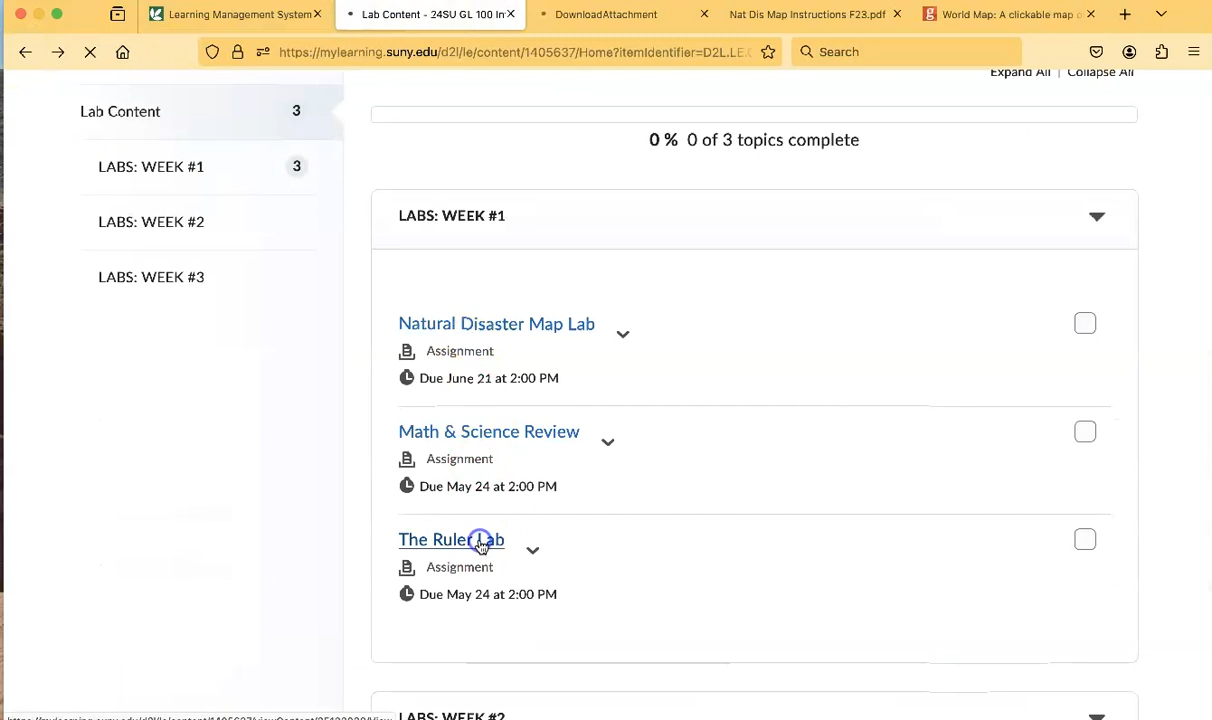 Learning Management System
Lab Content - 24SU GL 100 In
DownloadAttachment
Nat Dis Map Instructions F23.pdf
World Map: A clickable map o
https://mylearning.suny.edu/d2l/le/content/1405637/Home?itemIdentifier=D2L.LE.C
Search
Expand All | Collapse All
Lab Content 3
0 % 0 of 3 topics complete
LABS: WEEK #1 3
LABS: WEEK #2
LABS: WEEK #3
LABS: WEEK #1
Natural Disaster Map Lab
Assignment
Due June 21 at 2:00 PM
Math & Science Review
Assignment
Due May 24 at 2:00 PM
The Ruler Lab
Assignment
Due May 24 at 2:00 PM
LABS: WEEK #2